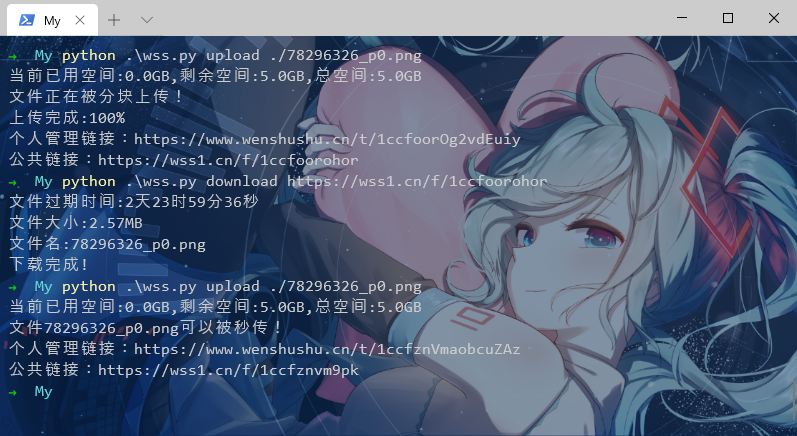 My
→ My python .\wss.py upload ./78296326_p0.png
当前已用空间:0.0GB,剩余空间:5.0GB,总空间:5.0GB
文件正在被分块上传！
上传完成:100%
个人管理链接：https://www.wenshushu.cn/t/1ccfoorOg2vdEuiy
公共链接：https://wss1.cn/f/1ccfoorohor
→ My python .\wss.py download https://wss1.cn/f/1ccfoorohor
文件过期时间:2天23时59分36秒
文件大小:2.57MB
文件名:78296326_p0.png
下载完成!
→ My python .\wss.py upload ./78296326_p0.png
当前已用空间:0.0GB,剩余空间:5.0GB,总空间:5.0GB
文件78296326_p0.png可以被秒传！
个人管理链接：https://www.wenshushu.cn/t/1ccfznVmaobcuZAz
公共链接：https://wss1.cn/f/1ccfznvm9pk
→ My